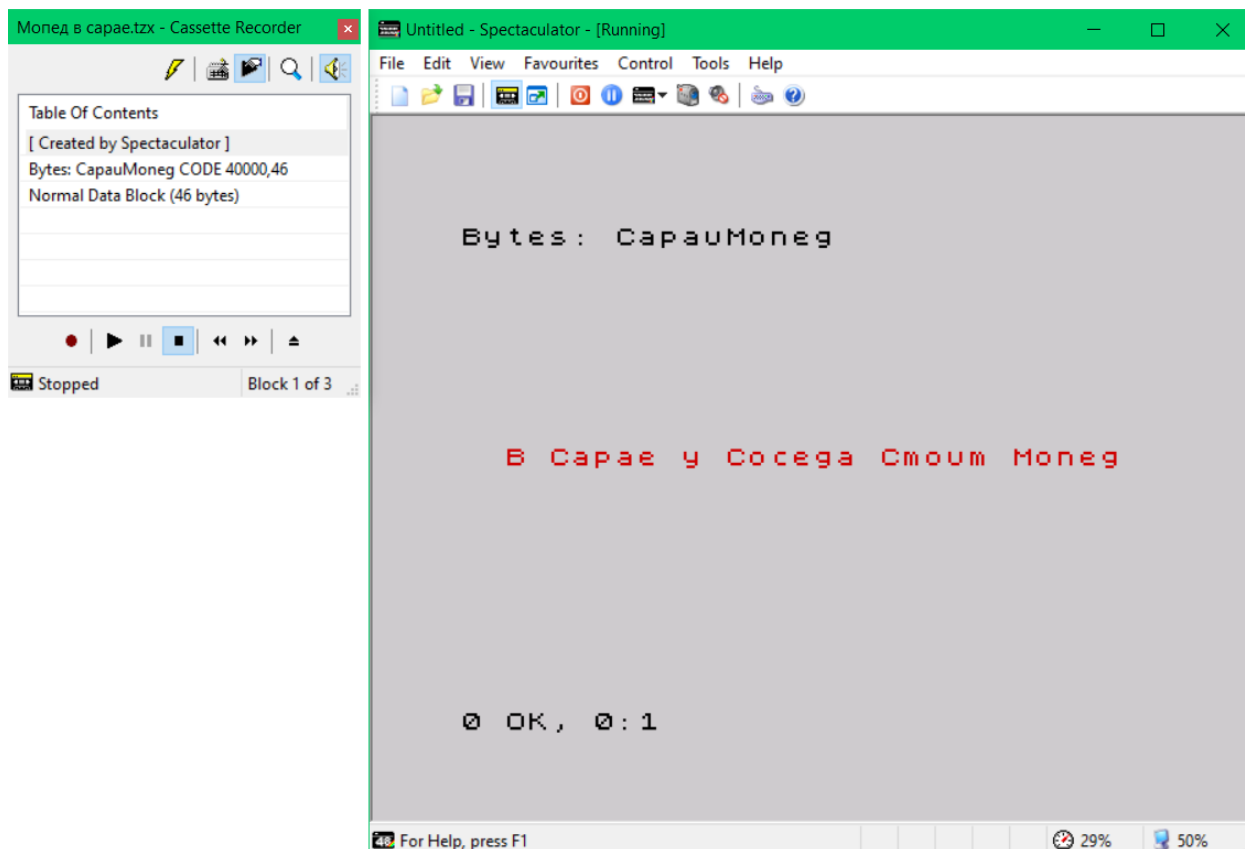 Мопед в сарае.tzx - Cassette Recorder
Table Of Contents
[ Created by Spectaculator ]
Bytes: CapauMoneg CODE 40000,46
Normal Data Block (46 bytes)
Stopped
Block 1 of 3
Untitled - Spectaculator - [Running]
File Edit View Favourites Control Tools Help
Bytes: CapauMoneg
B Capae y Cocega Cmoum Moneg
0 OK, 0:1
48 For Help, press F1
29%
50%